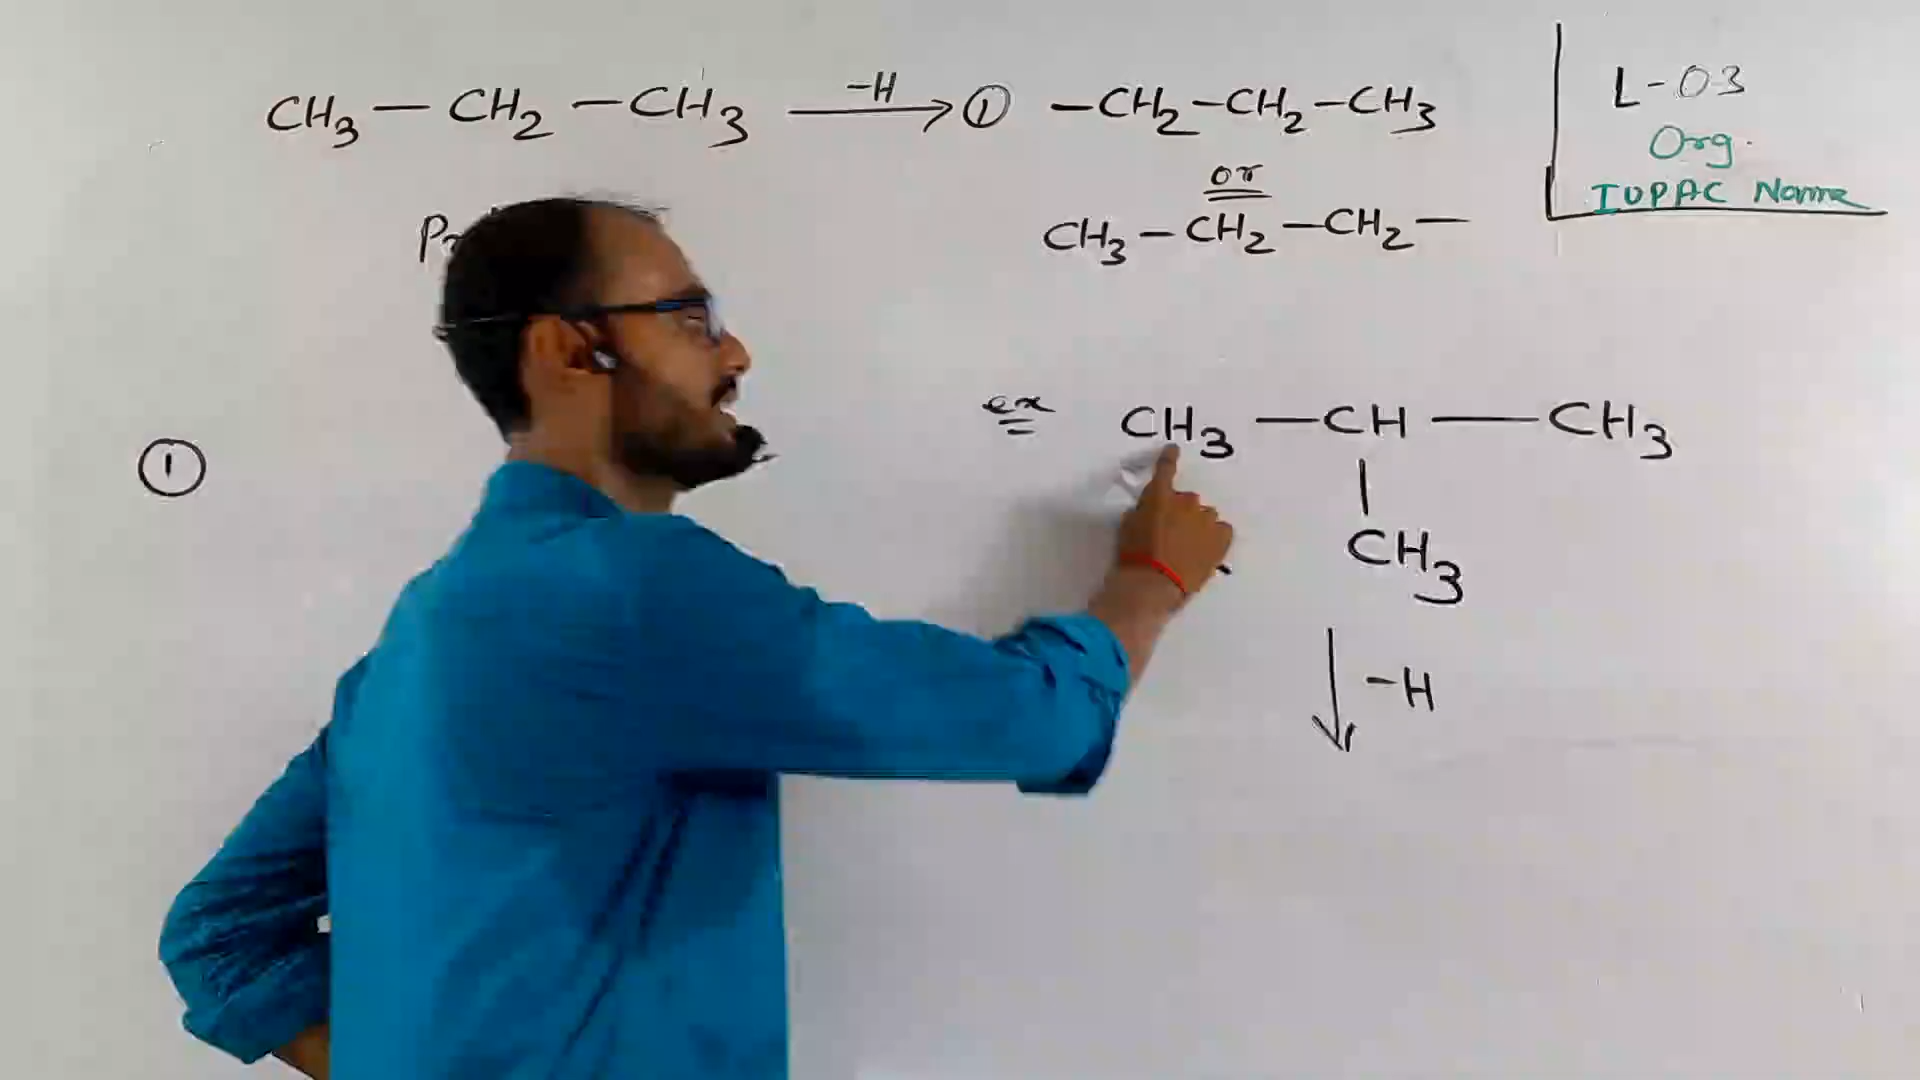 CH3 — CH2 — CH3 —-H→ ① —CH2—CH2—CH3
or
CH3—CH2—CH2—
L-03
Org.
IUPAC Name
ex CH3 — CH — CH3
|
CH3
↓ -H
①